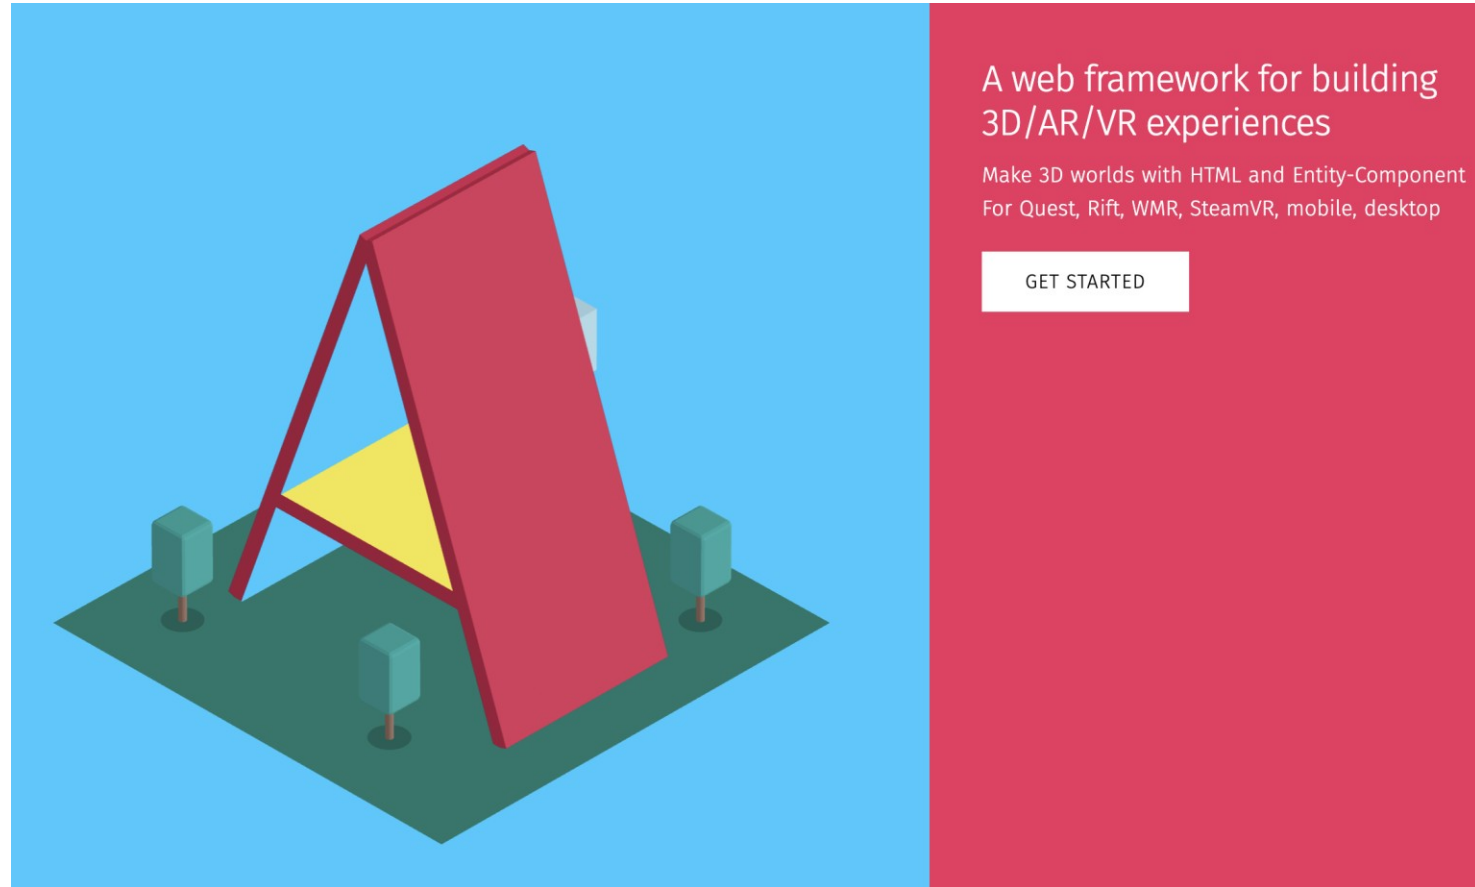 A web framework for building
3D/AR/VR experiences
Make 3D worlds with HTML and Entity-Component
For Quest, Rift, WMR, SteamVR, mobile, desktop
GET STARTED